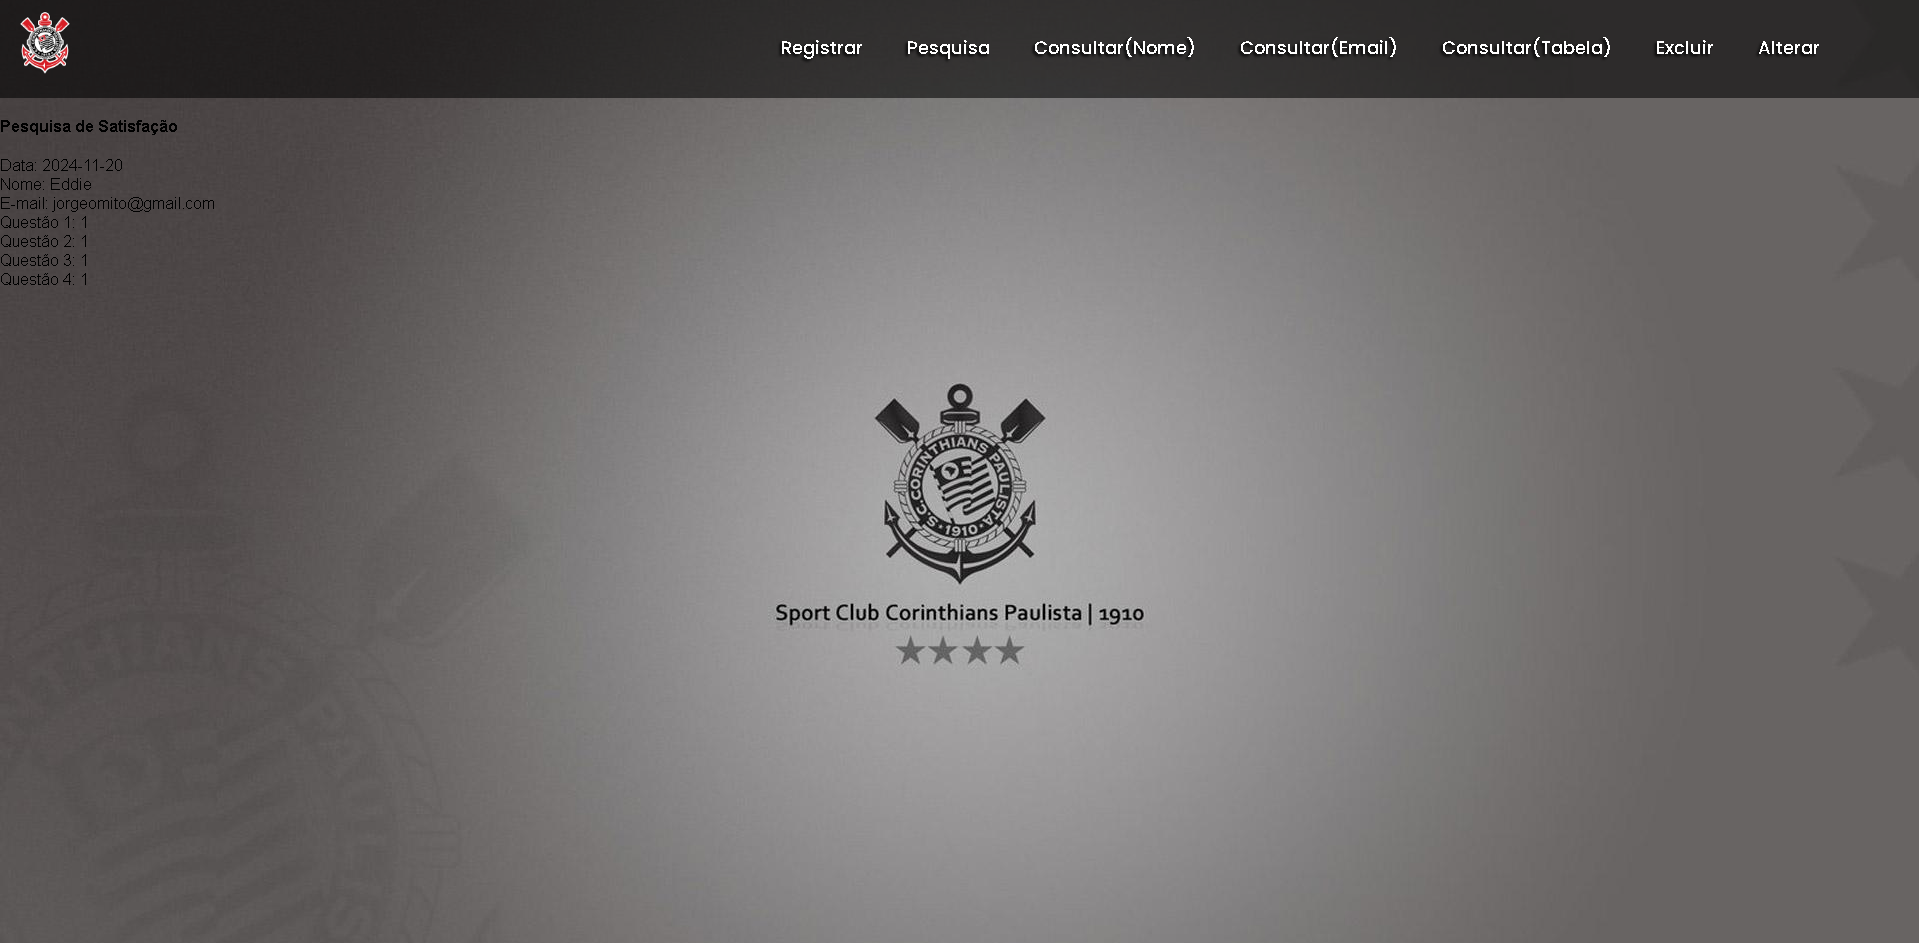 Registrar Pesquisa Consultar(Nome) Consultar(Email) Consultar(Tabela) Excluir Alterar
Pesquisa de Satisfação
Data: 2024-11-20
Nome: Eddie
E-mail: jorgeomito@gmail.com
Questão 1: 1
Questão 2: 1
Questão 3: 1
Questão 4: 1
S.C.CORINTHIANS PAULISTA
·1910·
Sport Club Corinthians Paulista | 1910
NTHIANS PAULIS